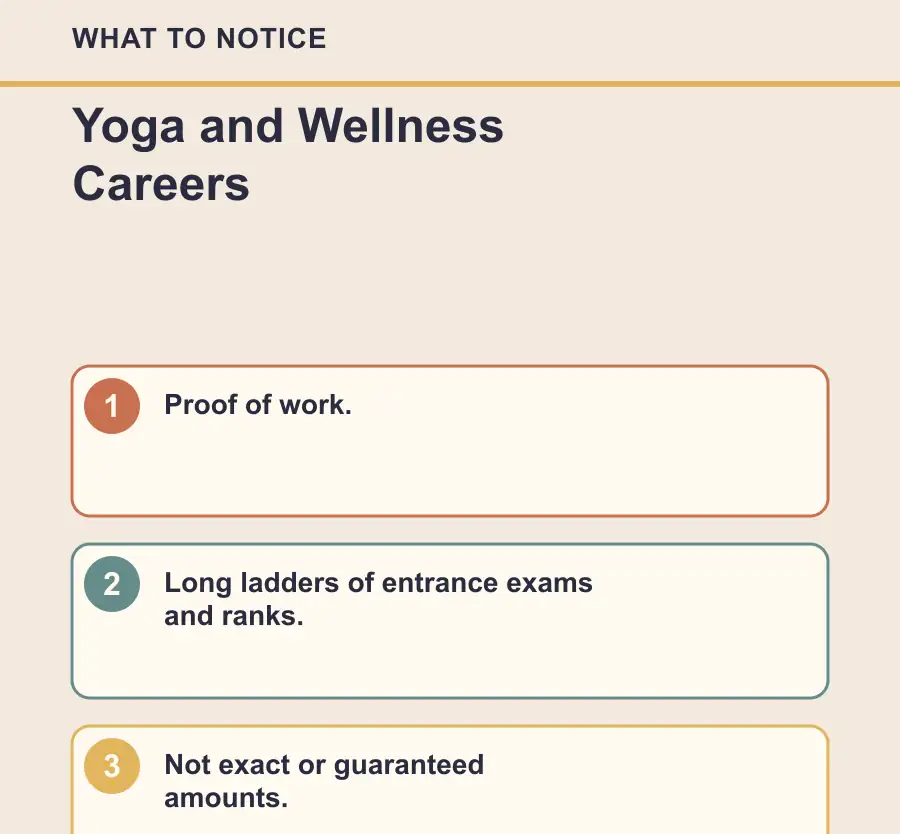 WHAT TO NOTICE
Yoga and Wellness
Careers
1
Proof of work.
2
Long ladders of entrance exams
and ranks.
3
Not exact or guaranteed
amounts.